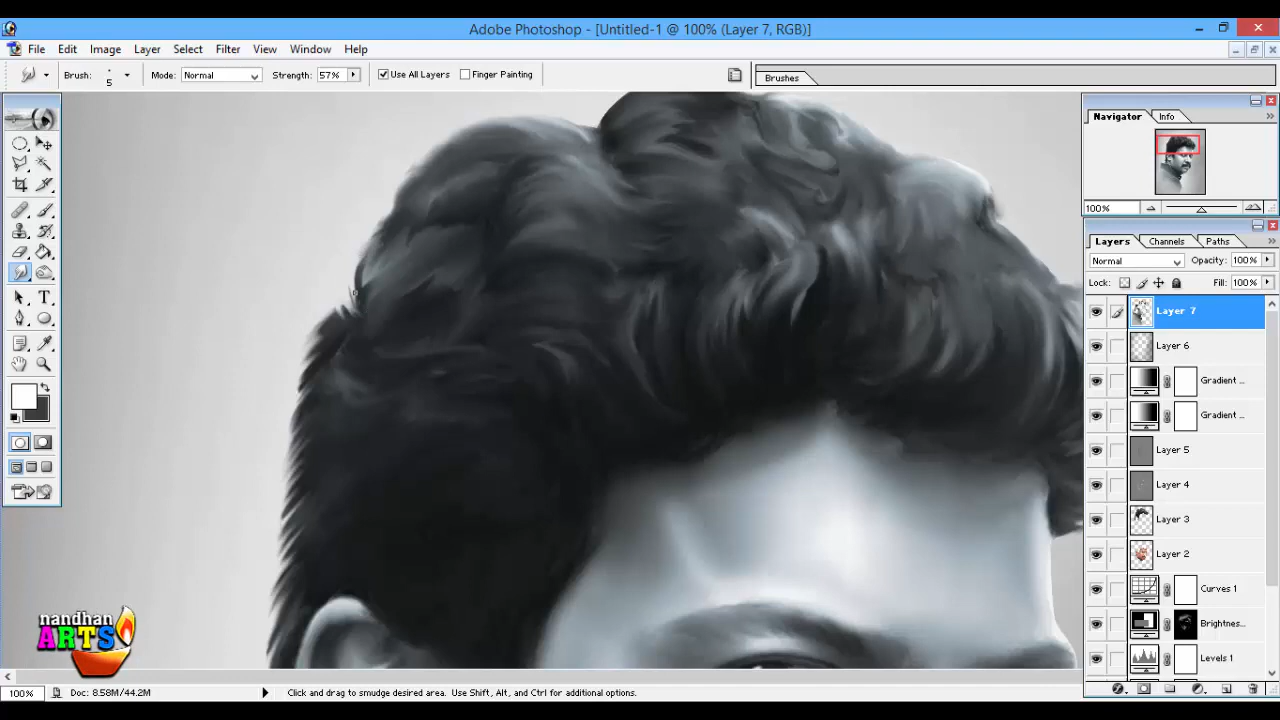 Adobe Photoshop - [Untitled-1 @ 100% (Layer 7, RGB)]
File Edit Image Layer Select Filter View Window Help
Brush: 5 Mode: Normal Strength: 57% Use All Layers Finger Painting Brushes
Navigator Info
100%
Layers Channels Paths
Normal Opacity: 100%
Lock: Fill: 100%
Layer 7
Layer 6
Gradient ...
Gradient ...
Layer 5
Layer 4
Layer 3
Layer 2
Curves 1
Brightnes...
Levels 1
T
nandhan
ARTS
100% Doc: 8.58M/44.2M Click and drag to smudge desired area. Use Shift, Alt, and Ctrl for additional options.